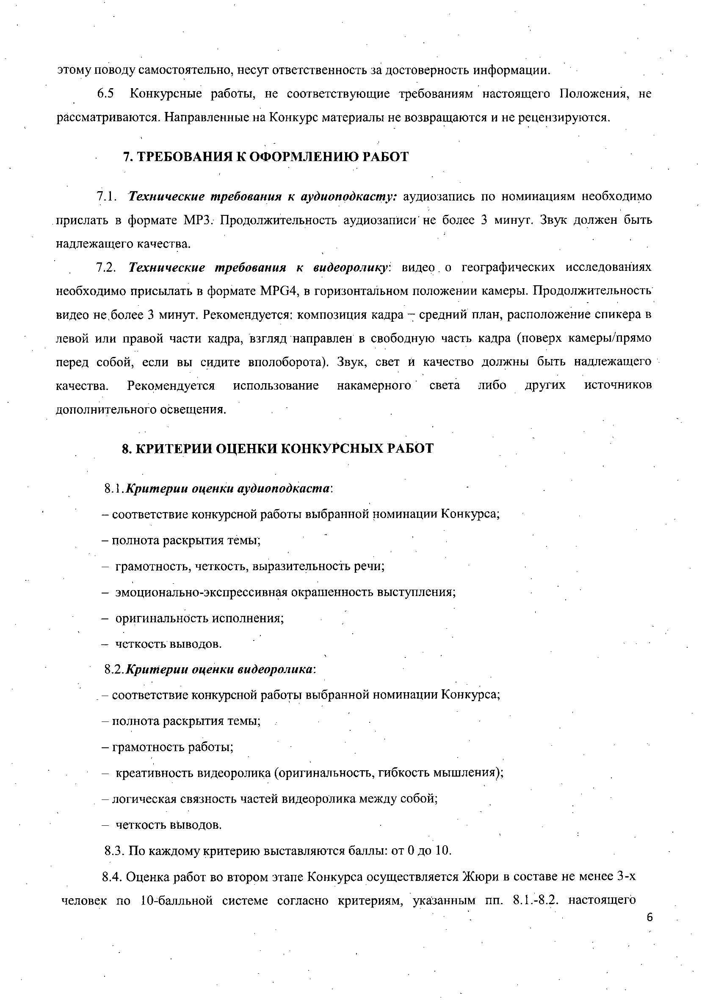 этому поводу самостоятельно, несут ответственность за достоверность информации.
6.5 Конкурсные работы, не соответствующие требованиям настоящего Положения, не
рассматриваются. Направленные на Конкурс материалы не возвращаются и не рецензируются.
7. ТРЕБОВАНИЯ К ОФОРМЛЕНИЮ РАБОТ
7.1. Технические требования к аудиоподкасту: аудиозапись по номинациям необходимо
прислать в формате MP3. Продолжительность аудиозаписи не более 3 минут. Звук должен быть
надлежащего качества.
7.2. Технические требования к видеоролику: видео о географических исследованиях
необходимо присылать в формате MPG4, в горизонтальном положении камеры. Продолжительность
видео не более 3 минут. Рекомендуется: композиция кадра – средний план, расположение спикера в
левой или правой части кадра, взгляд направлен в свободную часть кадра (поверх камеры/прямо
перед собой, если вы сидите вполоборота). Звук, свет и качество должны быть надлежащего
качества. Рекомендуется использование накамерного света либо других источников
дополнительного освещения.
8. КРИТЕРИИ ОЦЕНКИ КОНКУРСНЫХ РАБОТ
8.1.Критерии оценки аудиоподкаста:
– соответствие конкурсной работы выбранной номинации Конкурса;
– полнота раскрытия темы;
– грамотность, четкость, выразительность речи;
– эмоционально-экспрессивная окрашенность выступления;
– оригинальность исполнения;
– четкость выводов.
8.2.Критерии оценки видеоролика:
– соответствие конкурсной работы выбранной номинации Конкурса;
– полнота раскрытия темы;
– грамотность работы;
– креативность видеоролика (оригинальность, гибкость мышления);
– логическая связность частей видеоролика между собой;
– четкость выводов.
8.3. По каждому критерию выставляются баллы: от 0 до 10.
8.4. Оценка работ во втором этапе Конкурса осуществляется Жюри в составе не менее 3-х
человек по 10-балльной системе согласно критериям, указанным пп. 8.1.-8.2. настоящего
6